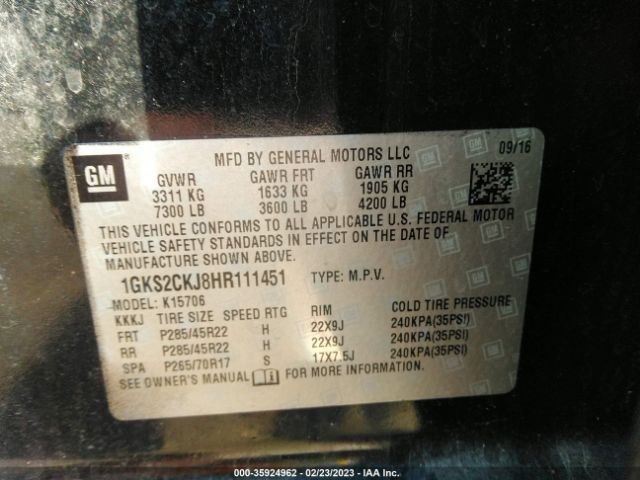 MFD BY GENERAL MOTORS LLC 09/16
GM
GVWR GAWR FRT GAWR RR
3311 KG 1633 KG 1905 KG
7300 LB 3600 LB 4200 LB
THIS VEHICLE CONFORMS TO ALL APPLICABLE U.S. FEDERAL MOTOR
VEHICLE SAFETY STANDARDS IN EFFECT ON THE DATE OF
MANUFACTURE SHOWN ABOVE.
1GKS2CKJ8HR111451 TYPE: M.P.V.
MODEL: K15706
KKKJ TIRE SIZE SPEED RTG RIM COLD TIRE PRESSURE
FRT P285/45R22 H 22X9J 240KPA(35PSI)
RR P285/45R22 H 22X9J 240KPA(35PSI)
SPA P265/70R17 S 17X7.5J 240KPA(35PSI)
SEE OWNER'S MANUAL FOR MORE INFORMATION.
000-35924962 - 02/23/2023 - IAA Inc.